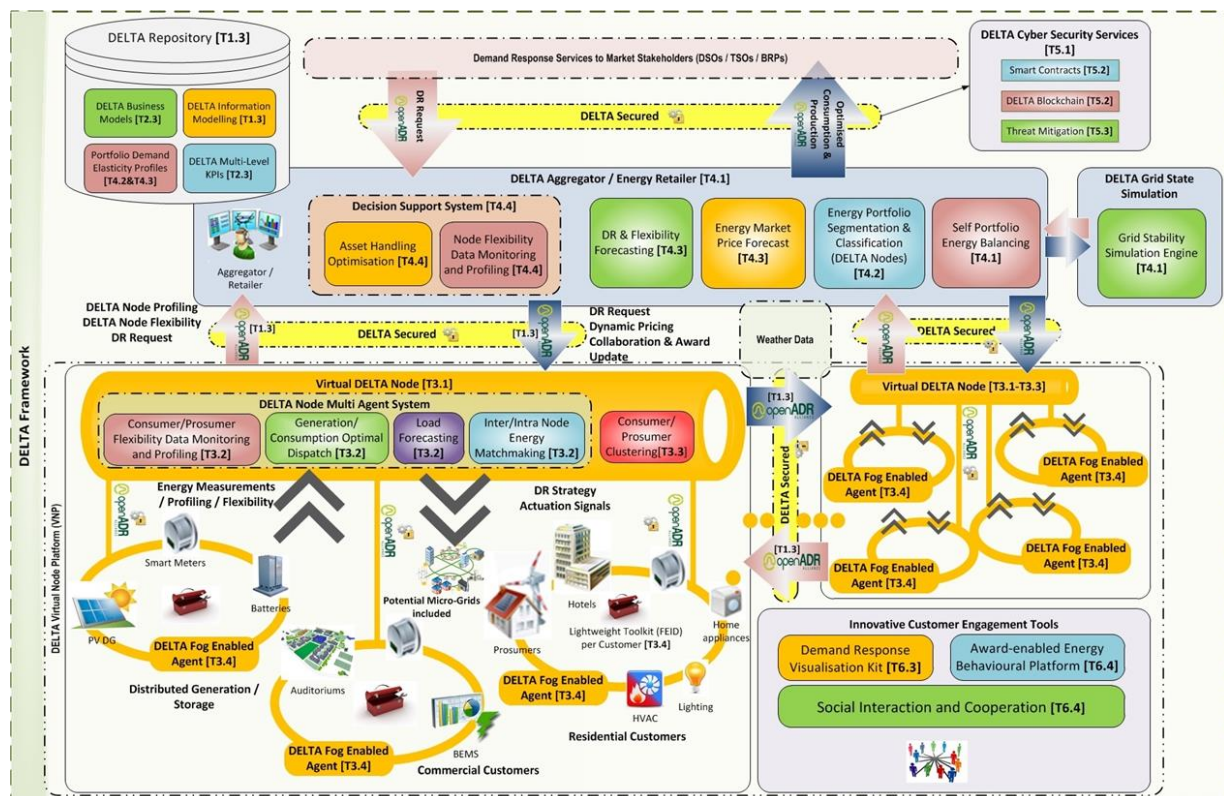 DELTA Framework
DELTA Repository [T1.3]
DELTA Business
Models [T2.3]
DELTA Information
Modelling [T1.3]
Portfolio Demand
Elasticity Profiles
[T4.2&T4.3]
DELTA Multi-Level
KPIs [T2.3]
Demand Response Services to Market Stakeholders (DSOs / TSOs / BRPs)
DR Request
openADR
DELTA Secured
openADR
Optimised
Consumption &
Production
DELTA Cyber Security Services
[T5.1]
Smart Contracts [T5.2]
DELTA Blockchain [T5.2]
Threat Mitigation [T5.3]
DELTA Aggregator / Energy Retailer [T4.1]
Aggregator /
Retailer
Decision Support System [T4.4]
Asset Handling
Optimisation [T4.4]
Node Flexibility
Data Monitoring
and Profiling [T4.4]
DR & Flexibility
Forecasting [T4.3]
Energy Market
Price Forecast
[T4.3]
Energy Portfolio
Segmentation &
Classification
(DELTA Nodes)
[T4.2]
Self Portfolio
Energy Balancing
[T4.1]
DELTA Grid State
Simulation
Grid Stability
Simulation Engine
[T4.1]
DELTA Node Profiling
DELTA Node Flexibility
DR Request
openADR
[T1.3]
DELTA Secured
[T1.3]
openADR
DR Request
Dynamic Pricing
Collaboration & Award
Update
Weather Data
openADR
DELTA Secured
openADR
DELTA Virtual Node Platform (VNP)
Virtual DELTA Node [T3.1]
DELTA Node Multi Agent System
Consumer/Prosumer
Flexibility Data Monitoring
and Profiling [T3.2]
Generation/
Consumption Optimal
Dispatch [T3.2]
Load
Forecasting
[T3.2]
Inter/Intra Node
Energy
Matchmaking [T3.2]
Consumer/
Prosumer
Clustering[T3.3]
[T1.3]
openADR
DELTA Secured
[T1.3]
openADR
Virtual DELTA Node [T3.1-T3.3]
openADR
DELTA Fog Enabled
Agent [T3.4]
DELTA Fog Enabled
Agent [T3.4]
DELTA Fog Enabled
Agent [T3.4]
DELTA Fog Enabled
Agent [T3.4]
openADR
Energy Measurements
/ Profiling / Flexibility
openADR
DR Strategy
Actuation Signals
openADR
Smart Meters
Batteries
PV DG
DELTA Fog Enabled
Agent [T3.4]
Distributed Generation /
Storage
Potential Micro-Grids
included
Auditoriums
BEMS
DELTA Fog Enabled
Agent [T3.4]
Commercial Customers
Hotels
Prosumers
Lightweight Toolkit (FEID)
per Customer [T3.4]
Home
appliances
DELTA Fog Enabled
Agent [T3.4]
HVAC
Lighting
Residential Customers
Innovative Customer Engagement Tools
Demand Response
Visualisation Kit [T6.3]
Award-enabled Energy
Behavioural Platform [T6.4]
Social Interaction and Cooperation [T6.4]